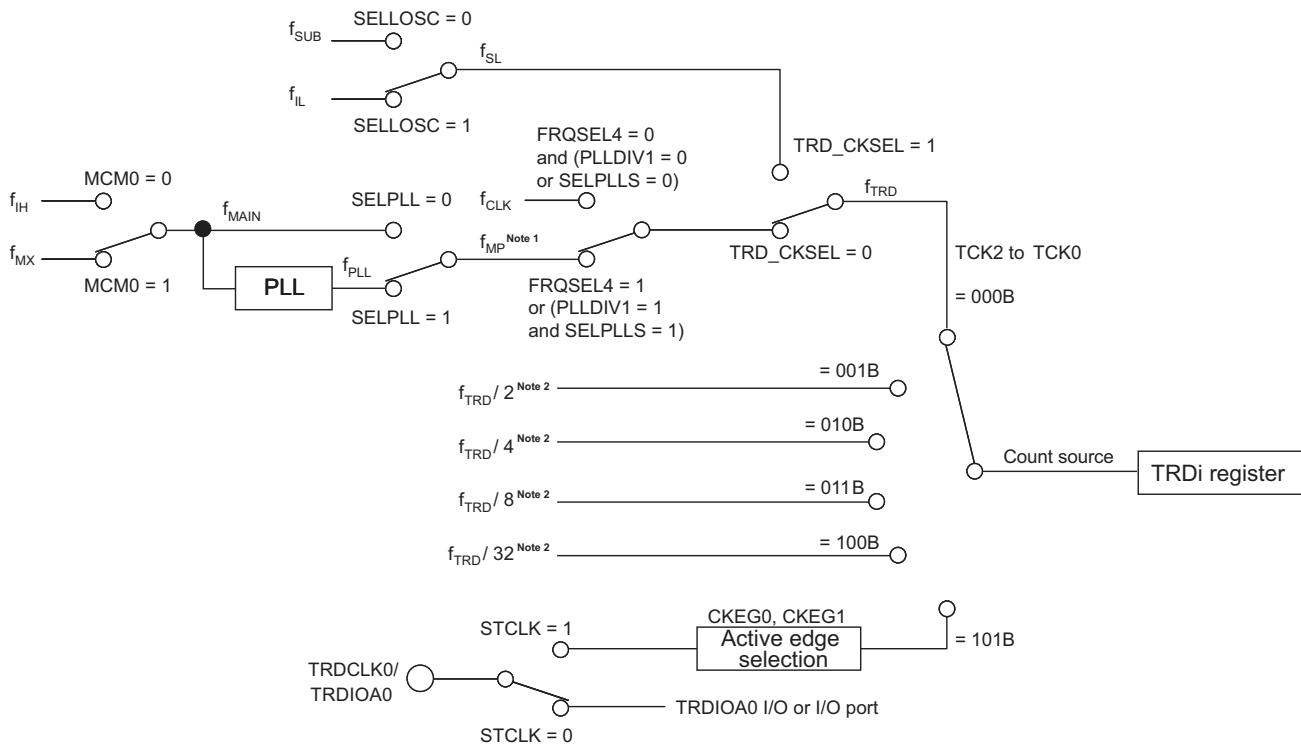 SELLOSC = 0
fSUB
fSL
fIL
SELLOSC = 1
FRQSEL4 = 0
and (PLLDIV1 = 0
or SELPLLS = 0)
TRD_CKSEL = 1
MCM0 = 0
fIH
SELPLL = 0
fCLK
fTRD
fMAIN
fMX
MCM0 = 1
PLL
fPLL
SELPLL = 1
fMP Note 1
FRQSEL4 = 1
or (PLLDIV1 = 1
and SELPLLS = 1)
TRD_CKSEL = 0
TCK2 to TCK0
= 000B
fTRD/ 2 Note 2
= 001B
fTRD/ 4 Note 2
= 010B
fTRD/ 8 Note 2
= 011B
fTRD/ 32 Note 2
= 100B
Count source
TRDi register
STCLK = 1
CKEG0, CKEG1
Active edge
selection
= 101B
TRDCLK0/
TRDIOA0
TRDIOA0 I/O or I/O port
STCLK = 0